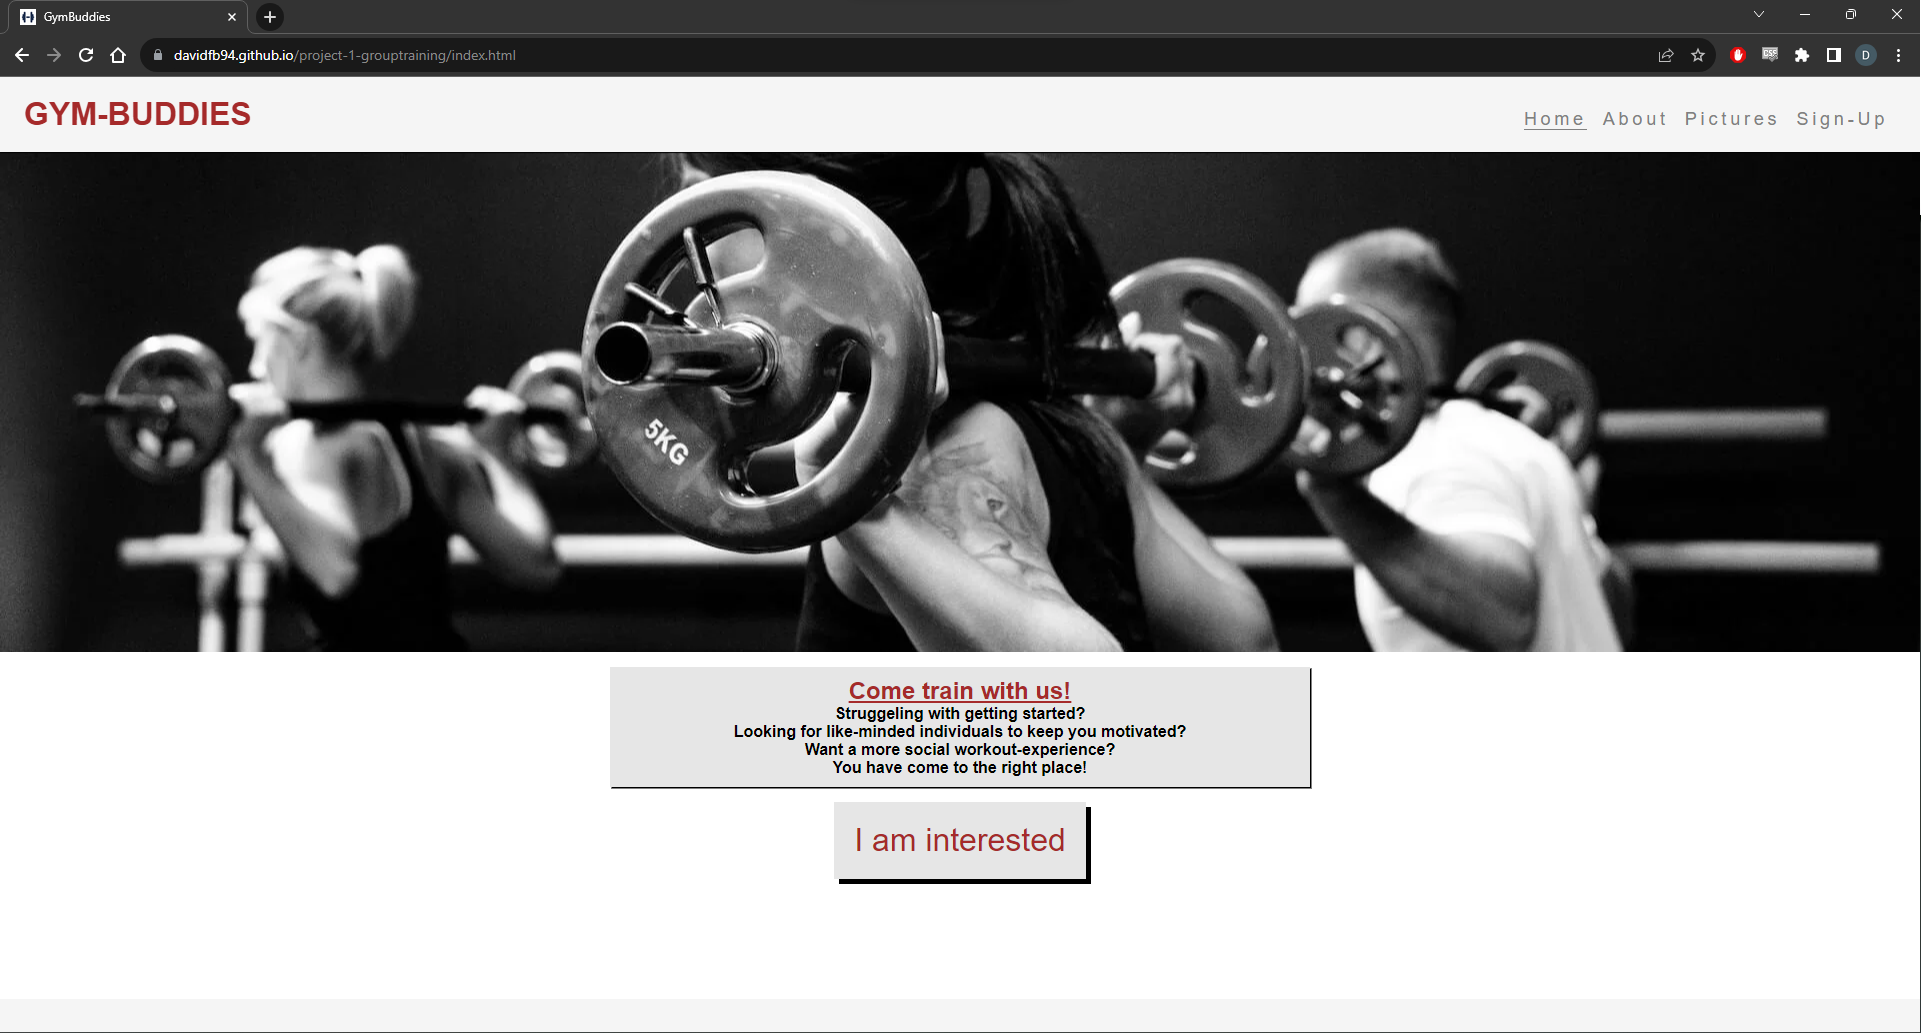 GymBuddies
davidfb94.github.io/project-1-grouptraining/index.html
CSS
D
GYM-BUDDIES
Home About Pictures Sign-Up
5KG
Come train with us!
Struggeling with getting started?
Looking for like-minded individuals to keep you motivated?
Want a more social workout-experience?
You have come to the right place!
I am interested